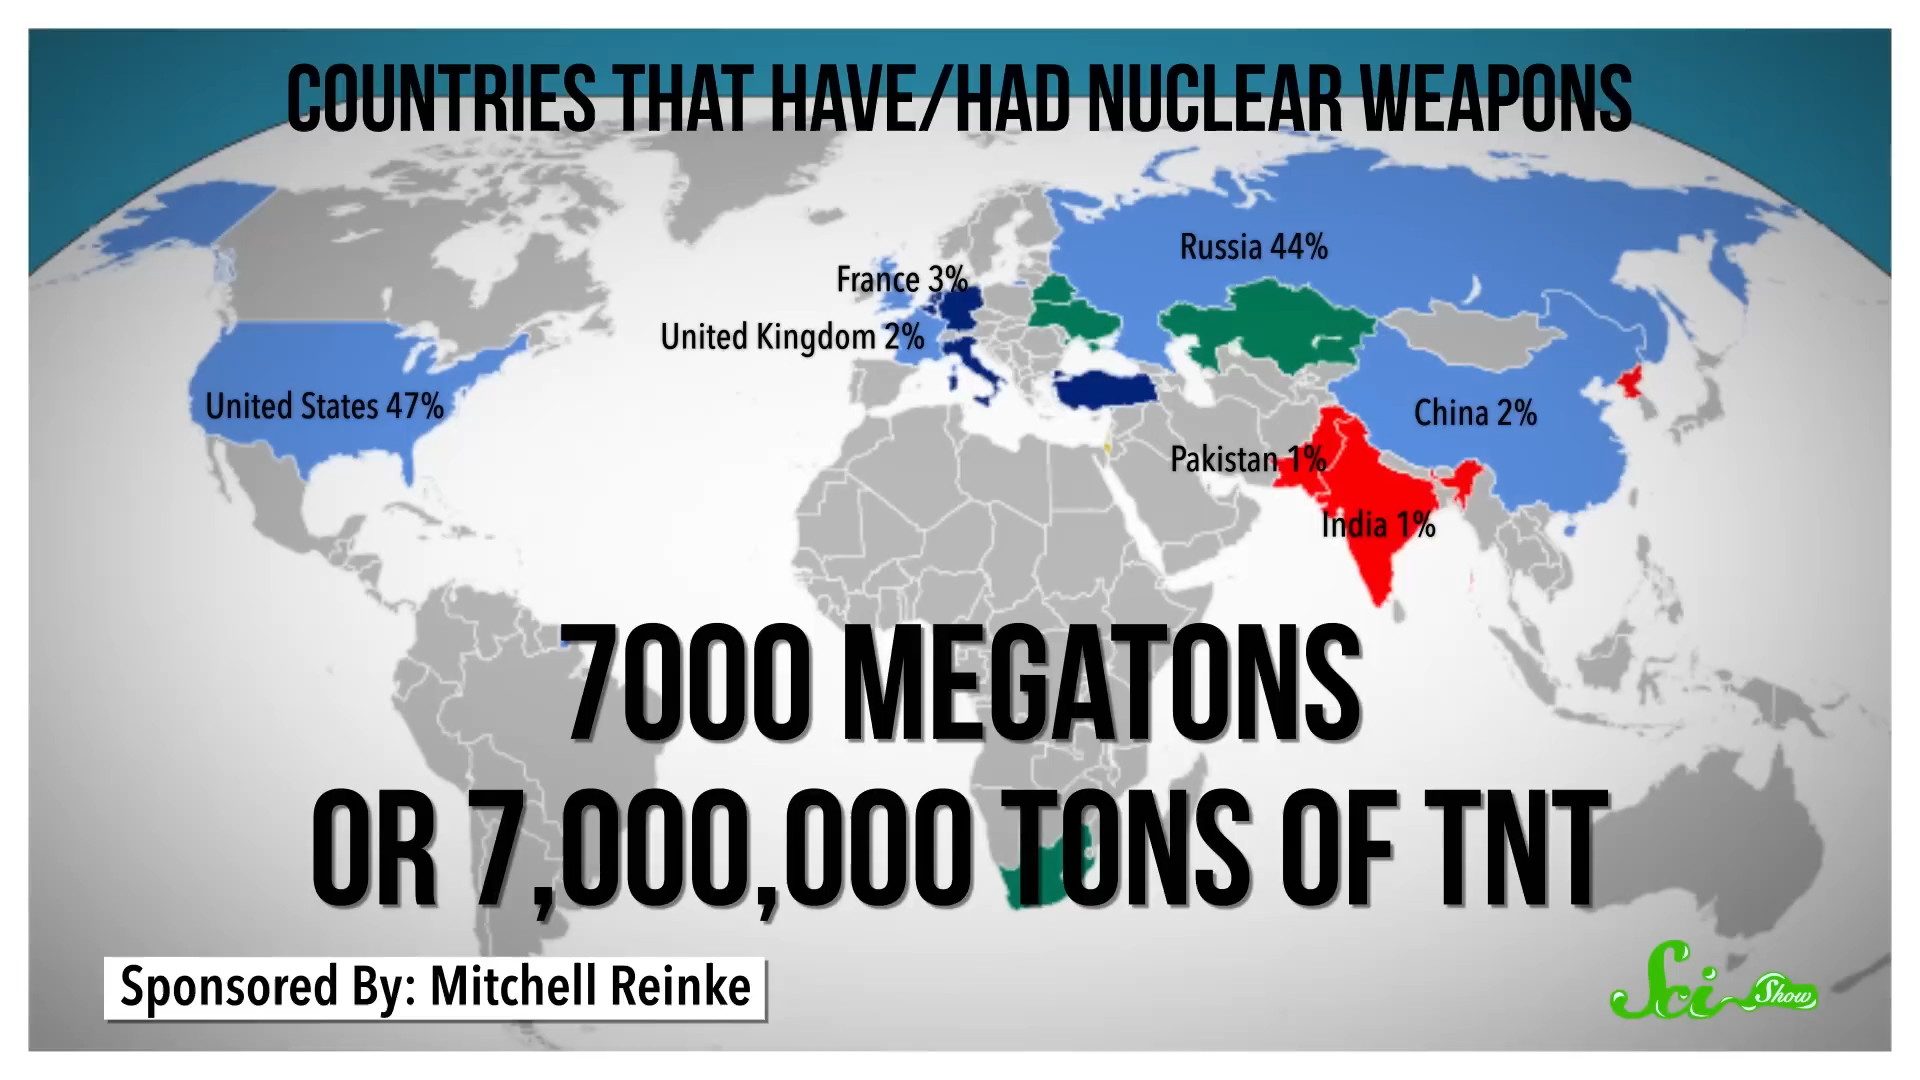 COUNTRIES THAT HAVE/HAD NUCLEAR WEAPONS
Russia 44%
France 3%
United Kingdom 2%
United States 47%
China 2%
Pakistan 1%
India 1%
7000 MEGATONS
OR 7,000,000 TONS OF TNT
Sponsored By: Mitchell Reinke
Sci Show